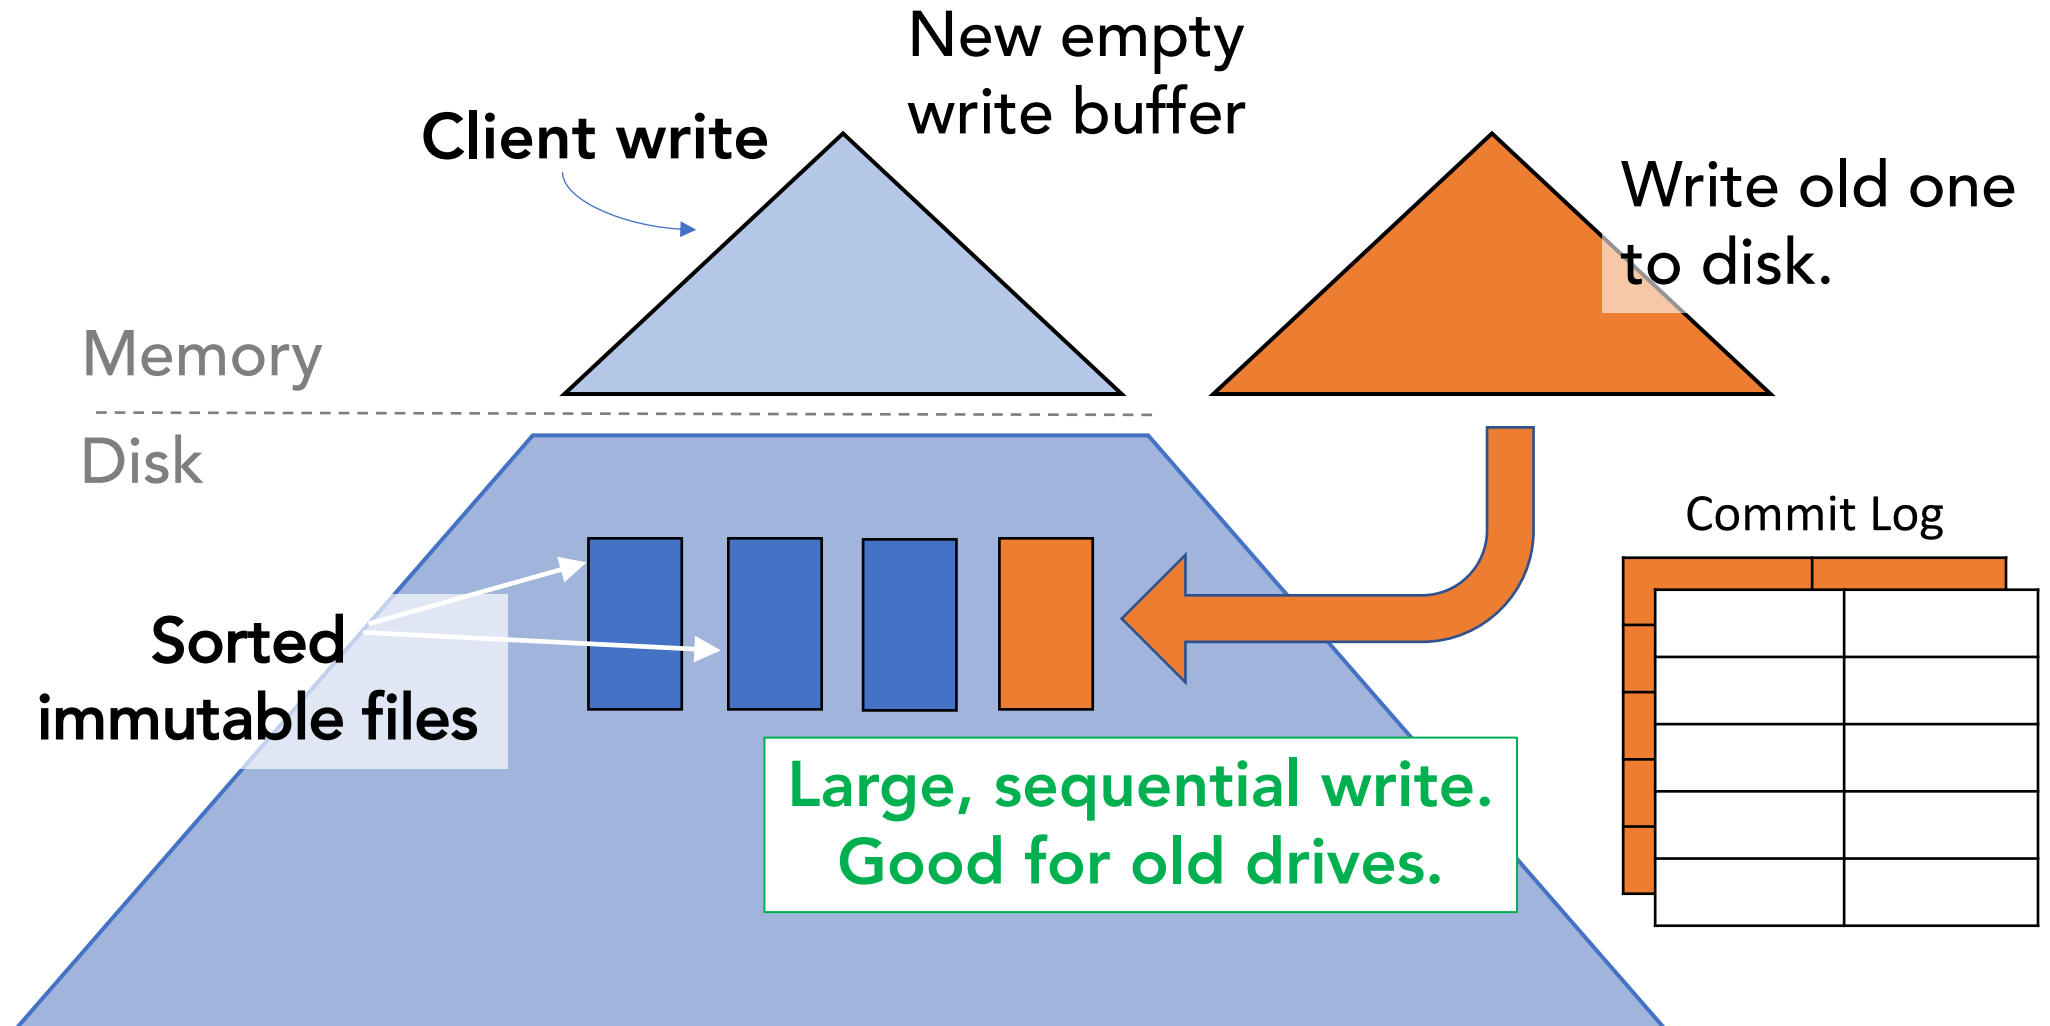 New empty
write buffer
Client write
Write old one
to disk.
Memory
Disk
Commit Log
Sorted
immutable files
Large, sequential write.
Good for old drives.